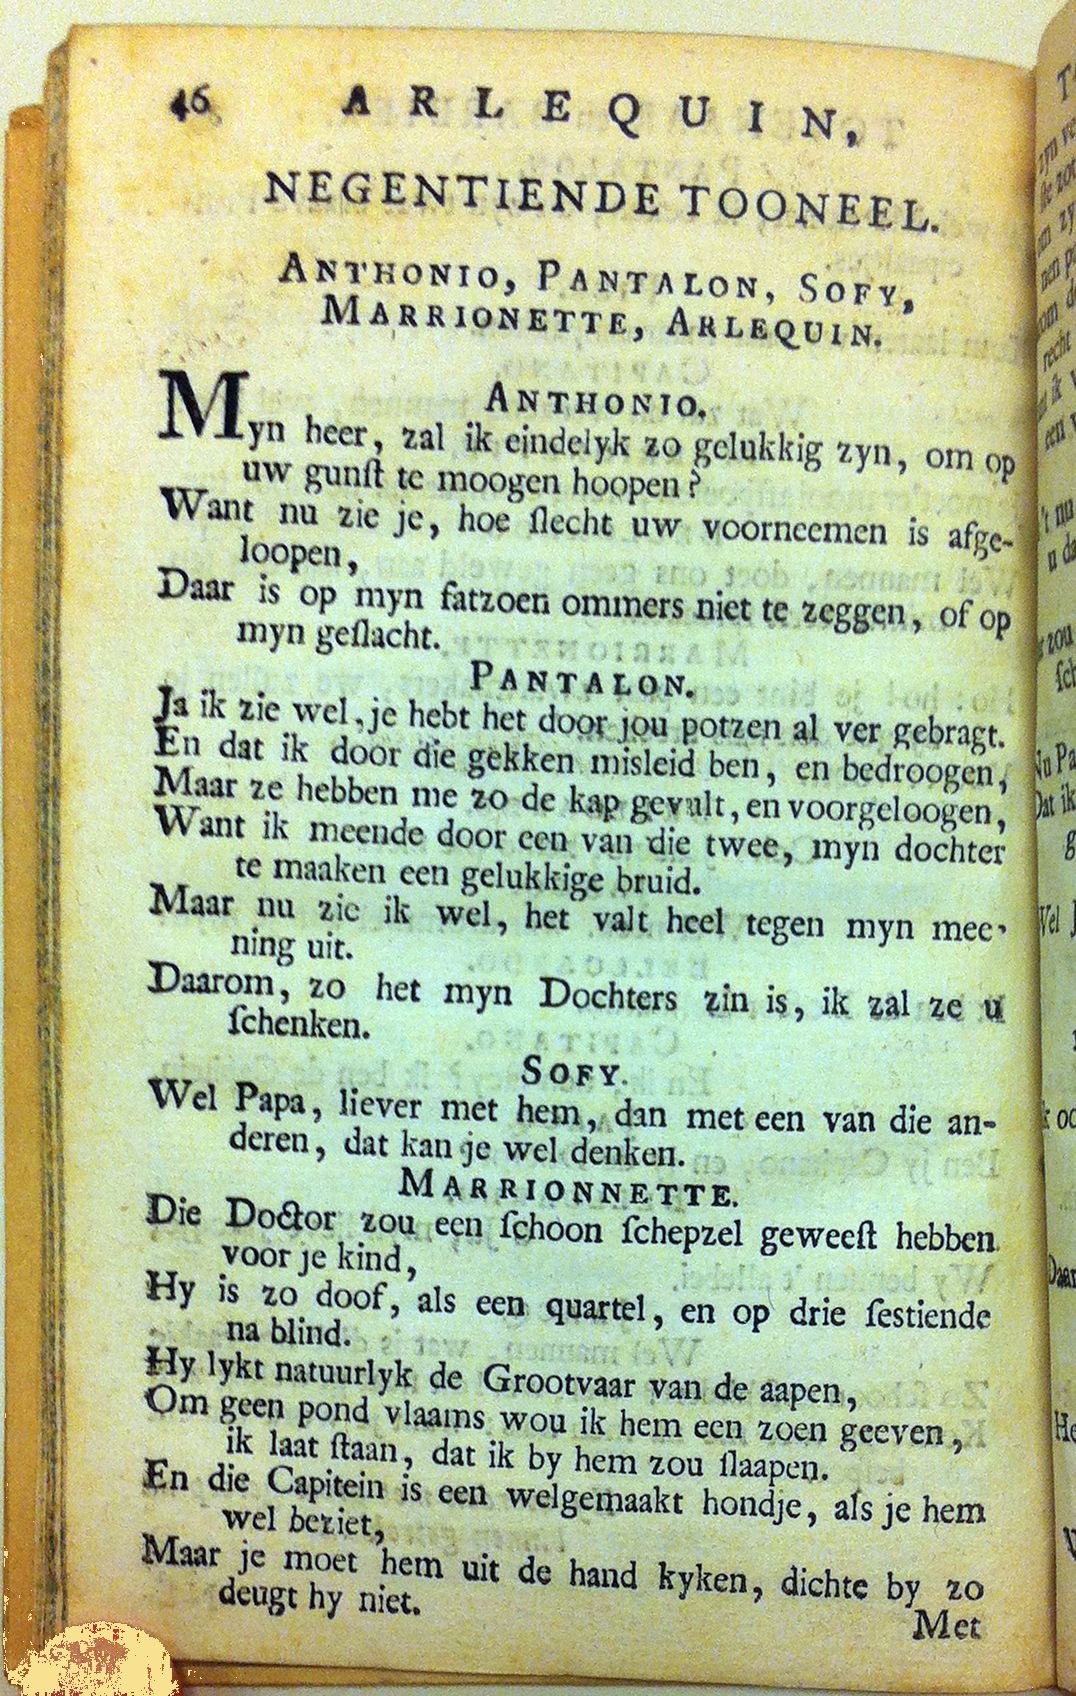 46 ARLEQUIN,
NEGENTIENDE TOONEEL.
ANTHONIO, PANTALON, SOFY,
MARRIONETTE, ARLEQUIN.
ANTHONIO.
Myn heer, zal ik eindelyk zo gelukkig zyn, om op
uw gunſt te moogen hoopen?
Want nu zie je, hoe ſlecht uw voorneemen is afge-
loopen,
Daar is op myn fatzoen ommers niet te zeggen, of op
myn geſlacht.
PANTALON.
Ja ik zie wel, je hebt het door jou potzen al ver gebragt.
En dat ik door die gekken misleid ben, en bedroogen,
Maar ze hebben me zo de kap gevult, en voorgeloogen,
Want ik meende door een van die twee, myn dochter
te maaken een gelukkige bruid.
Maar nu zie ik wel, het valt heel tegen myn mee-
ning uit.
Daarom, zo het myn Dochters zin is, ik zal ze u
ſchenken.
SOFY.
Wel Papa, liever met hem, dan met een van die an-
deren, dat kan je wel denken.
MARRIONNETTE.
Die Doctor zou een ſchoon ſchepzel geweeſt hebben
voor je kind,
Hy is zo doof, als een quartel, en op drie ſestiende
na blind.
Hy lykt natuurlyk de Grootvaar van de aapen,
Om geen pond vlaams wou ik hem een zoen geeven,
ik laat ſtaan, dat ik by hem zou ſlaapen.
En die Capitein is een welgemaakt hondje, als je hem
wel beziet,
Maar je moet hem uit de hand kyken, dichte by zo
deugt hy niet.
Met